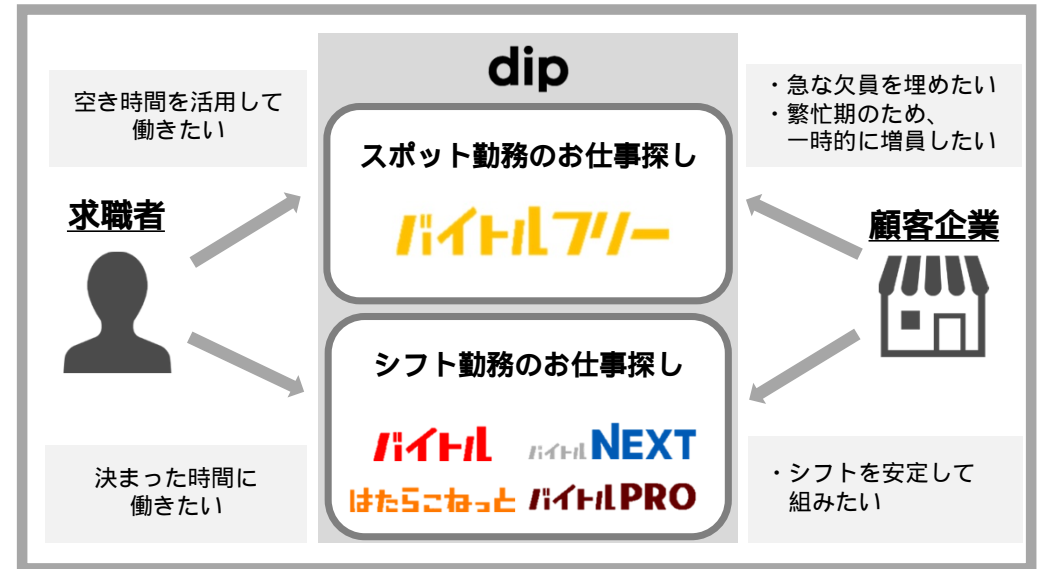 dip
空き時間を活用して
働きたい
・急な欠員を埋めたい
・繁忙期のため、
一時的に増員したい
スポット勤務のお仕事探し
バイトルフリー
求職者
顧客企業
シフト勤務のお仕事探し
バイトル
バイトルNEXT
はたらこねっと
バイトルPRO
決まった時間に
働きたい
・シフトを安定して
組みたい